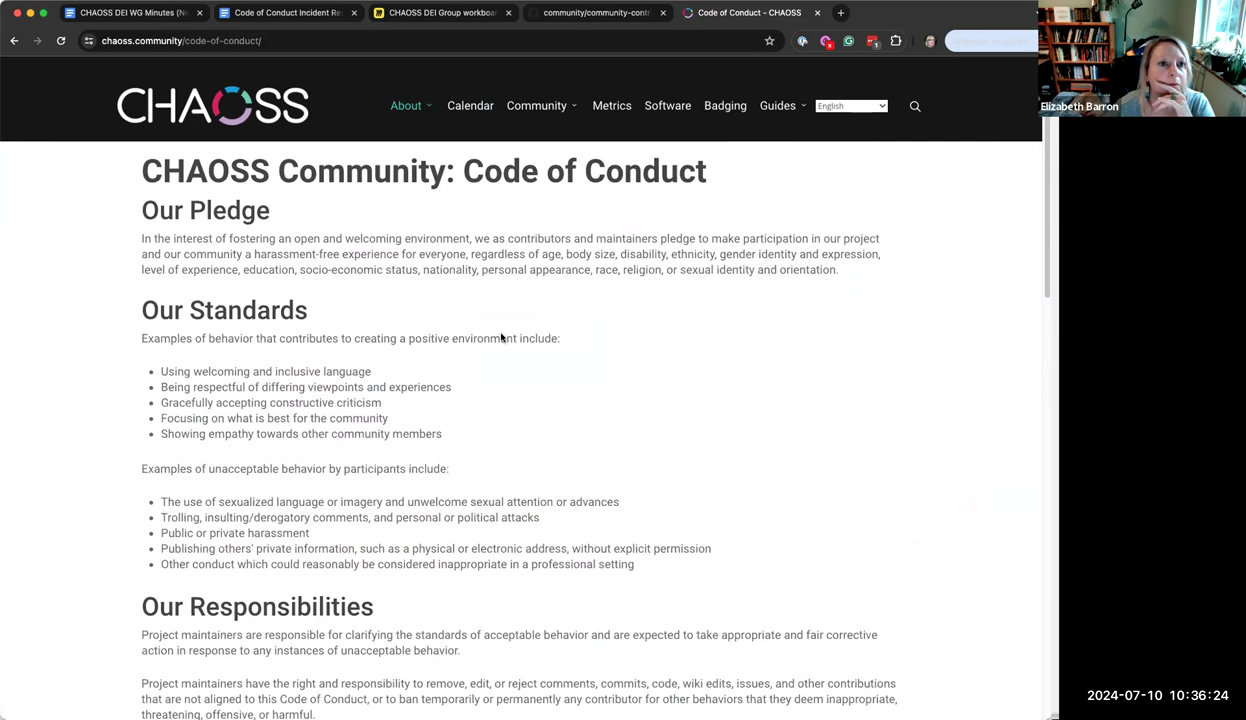 CHAOSS DEI WG Minutes (N
Code of Conduct Incident Re
CHAOSS DEI Group workboa
community/community-contr
Code of Conduct - CHAOSS
chaoss.community/code-of-conduct/
Elizabeth Barron
CHAOSS
About
Calendar
Community
Metrics
Software
Badging
Guides
English
CHAOSS Community: Code of Conduct
Our Pledge
In the interest of fostering an open and welcoming environment, we as contributors and maintainers pledge to make participation in our project
and our community a harassment-free experience for everyone, regardless of age, body size, disability, ethnicity, gender identity and expression,
level of experience, education, socio-economic status, nationality, personal appearance, race, religion, or sexual identity and orientation.
Our Standards
Examples of behavior that contributes to creating a positive environment include:
• Using welcoming and inclusive language
• Being respectful of differing viewpoints and experiences
• Gracefully accepting constructive criticism
• Focusing on what is best for the community
• Showing empathy towards other community members
Examples of unacceptable behavior by participants include:
• The use of sexualized language or imagery and unwelcome sexual attention or advances
• Trolling, insulting/derogatory comments, and personal or political attacks
• Public or private harassment
• Publishing others' private information, such as a physical or electronic address, without explicit permission
• Other conduct which could reasonably be considered inappropriate in a professional setting
Our Responsibilities
Project maintainers are responsible for clarifying the standards of acceptable behavior and are expected to take appropriate and fair corrective
action in response to any instances of unacceptable behavior.
Project maintainers have the right and responsibility to remove, edit, or reject comments, commits, code, wiki edits, issues, and other contributions
that are not aligned to this Code of Conduct, or to ban temporarily or permanently any contributor for other behaviors that they deem inappropriate,
threatening, offensive, or harmful.
2024-07-10 10:36:24